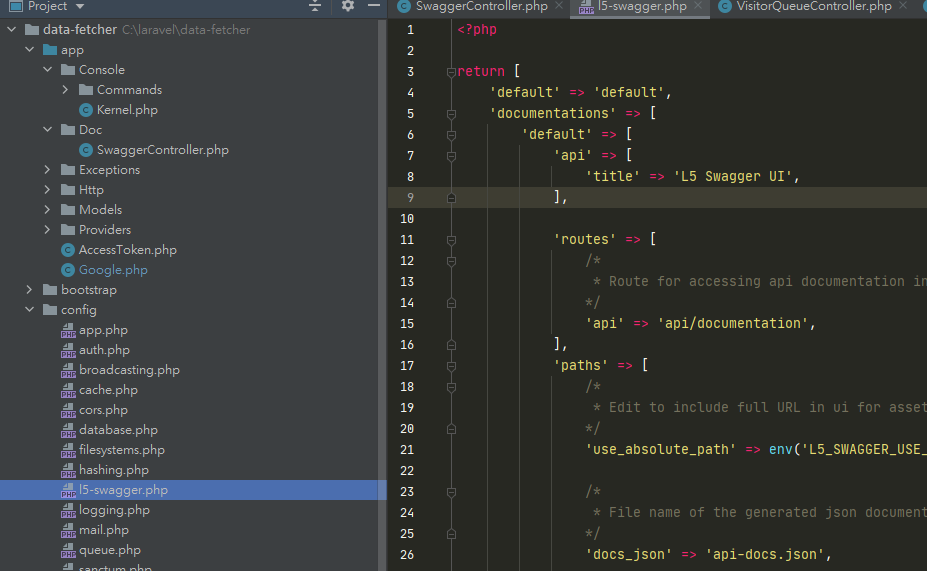 Project
data-fetcher C:\laravel\data-fetcher
app
Console
Commands
Kernel.php
Doc
SwaggerController.php
Exceptions
Http
Models
Providers
AccessToken.php
Google.php
bootstrap
config
app.php
auth.php
broadcasting.php
cache.php
cors.php
database.php
filesystems.php
hashing.php
l5-swagger.php
logging.php
mail.php
queue.php
sanctum.php
SwaggerController.php l5-swagger.php VisitorQueueController.php
1 <?php
2
3 return [
4 'default' => 'default',
5 'documentations' => [
6 'default' => [
7 'api' => [
8 'title' => 'L5 Swagger UI',
9 ],
10
11 'routes' => [
12 /*
13 * Route for accessing api documentation in
14 */
15 'api' => 'api/documentation',
16 ],
17 'paths' => [
18 /*
19 * Edit to include full URL in ui for asset
20 */
21 'use_absolute_path' => env('L5_SWAGGER_USE_
22
23 /*
24 * File name of the generated json document
25 */
26 'docs_json' => 'api-docs.json',